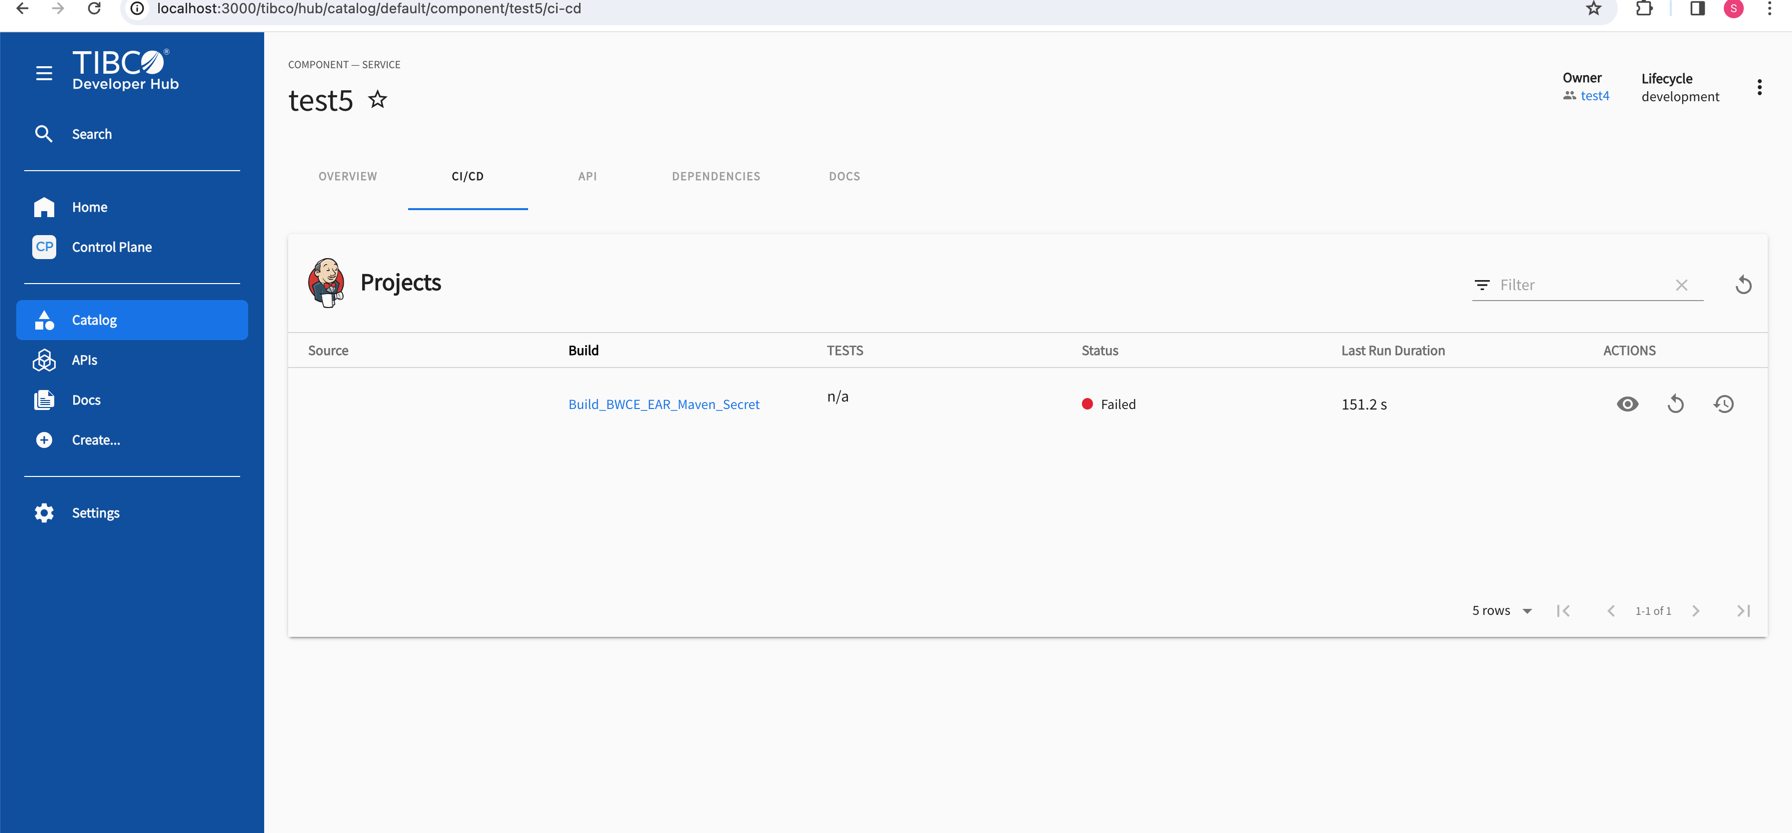 localhost:3000/tibco/hub/catalog/default/component/test5/ci-cd
S
TIBCO®
Developer Hub
Search
Home
CP Control Plane
Catalog
APIs
Docs
Create...
Settings
COMPONENT — SERVICE
test5
Owner
test4
Lifecycle
development
OVERVIEW CI/CD API DEPENDENCIES DOCS
Projects
Filter
Source Build TESTS Status Last Run Duration ACTIONS
Build_BWCE_EAR_Maven_Secret n/a Failed 151.2 s
5 rows 1-1 of 1